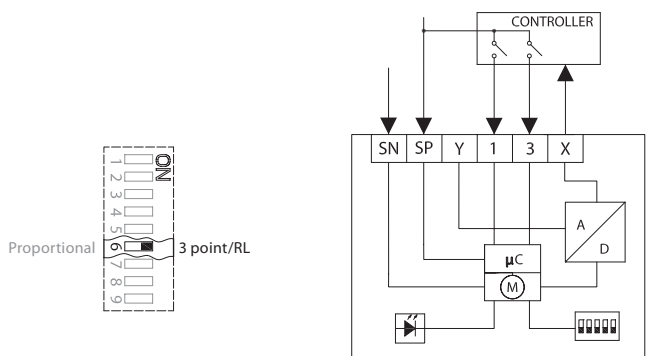 CONTROLLER
SN SP Y 1 3 X
A
D
µC
M
ON
1
2
3
4
5
Proportional 6 3 point/RL
7
8
9